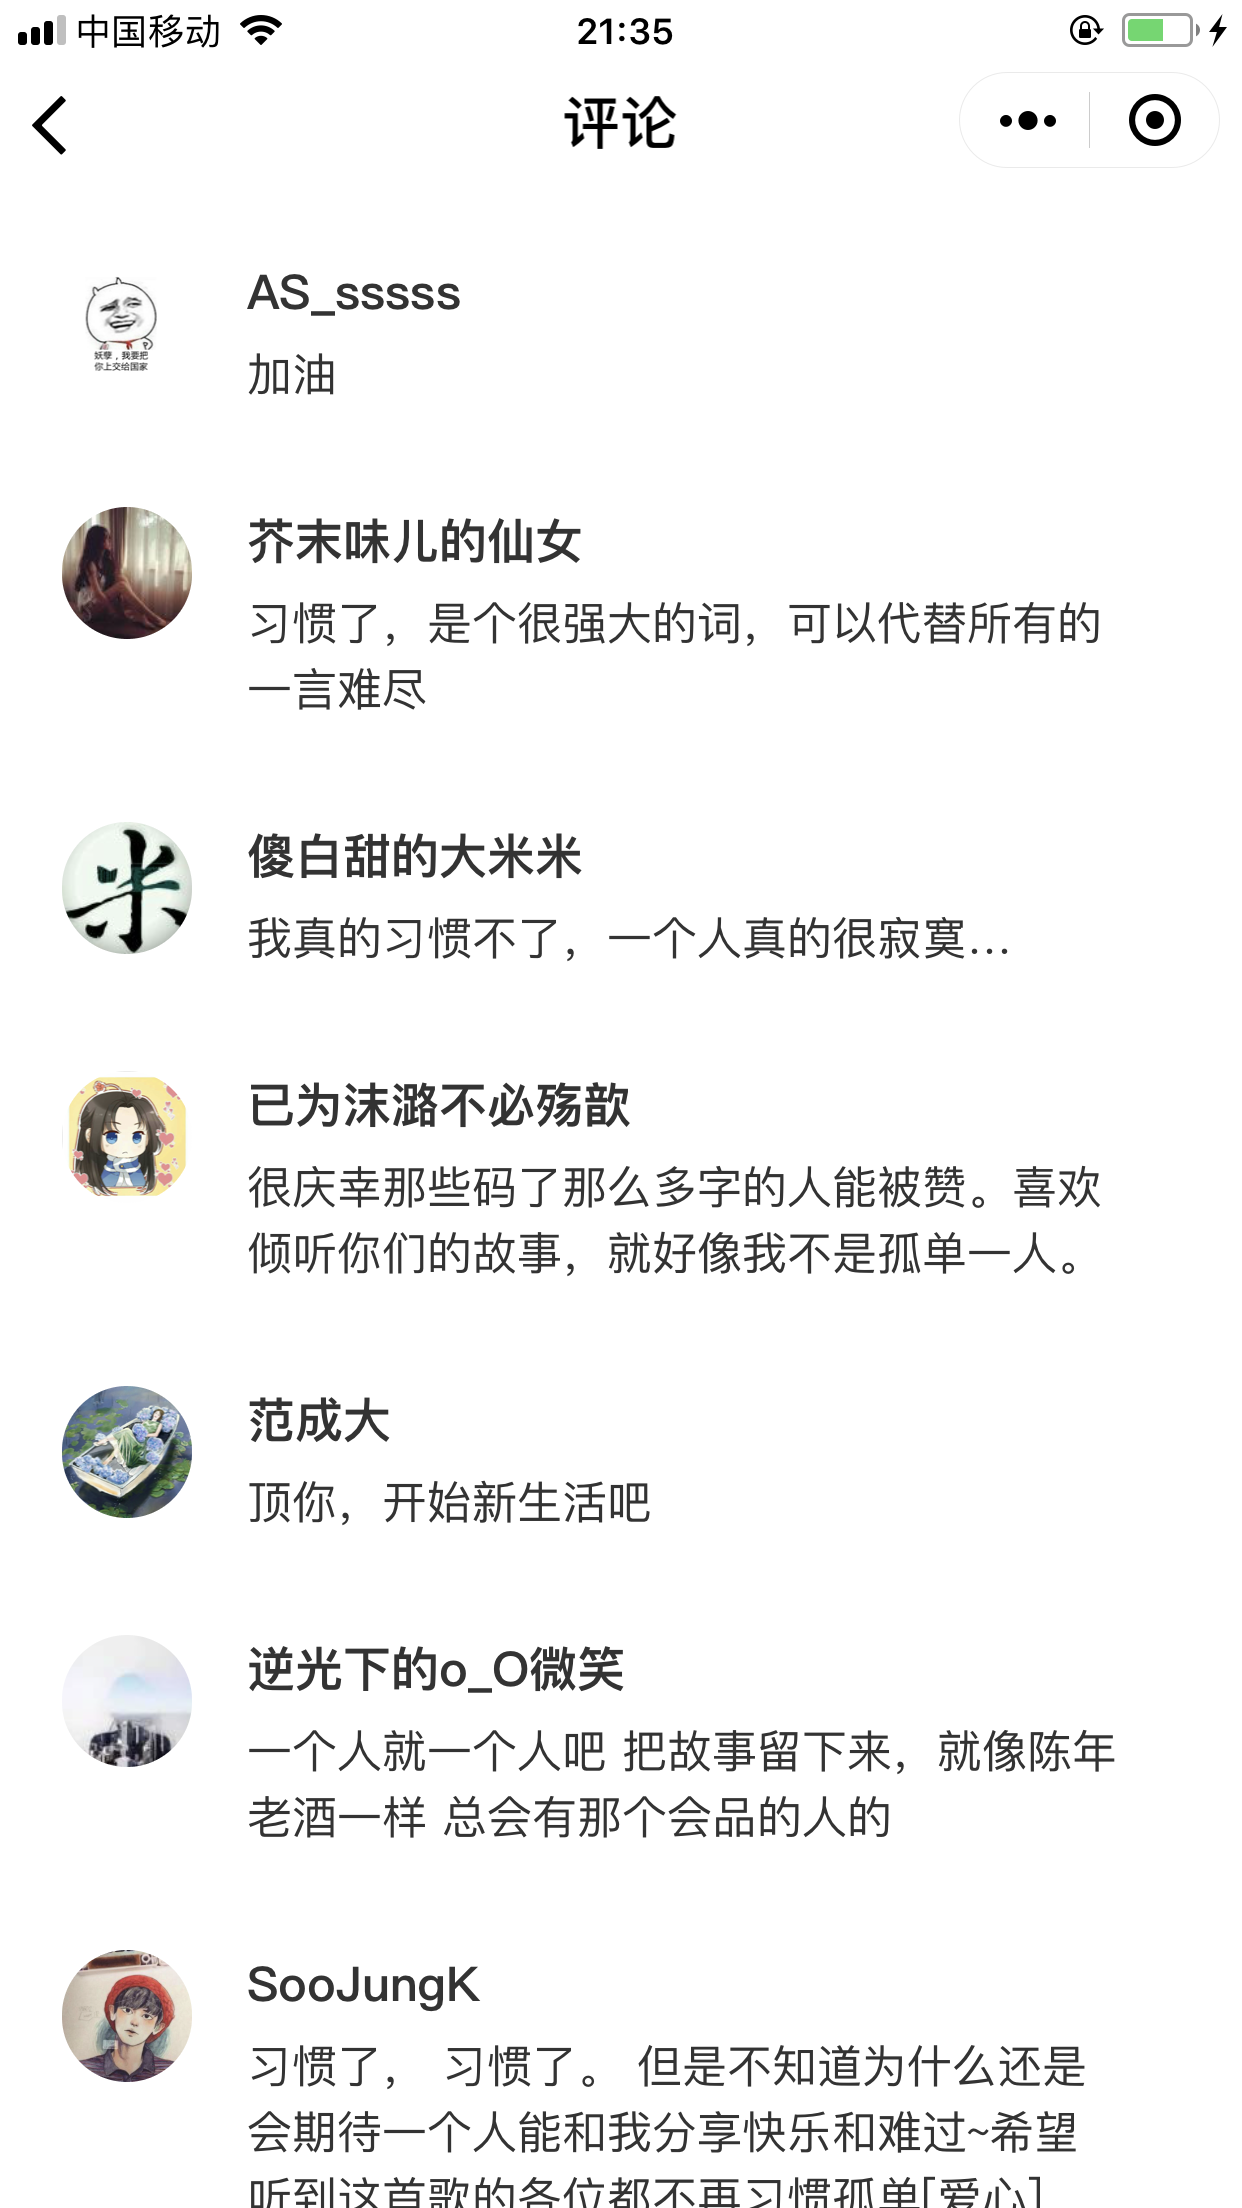 中国移动
21:35
评论
AS_sssss
妖孽，我要把
你上交给国家
加油
芥末味儿的仙女
习惯了，是个很强大的词，可以代替所有的
一言难尽
傻白甜的大米米
米
我真的习惯不了，一个人真的很寂寞…
已为沫潞不必殇歆
很庆幸那些码了那么多字的人能被赞。喜欢
倾听你们的故事，就好像我不是孤单一人。
范成大
顶你，开始新生活吧
逆光下的o_O微笑
一个人就一个人吧 把故事留下来，就像陈年
老酒一样 总会有那个会品的人的
SooJungK
习惯了， 习惯了。 但是不知道为什么还是
会期待一个人能和我分享快乐和难过~希望
听到这首歌的各位都不再习惯孤单[爱心]